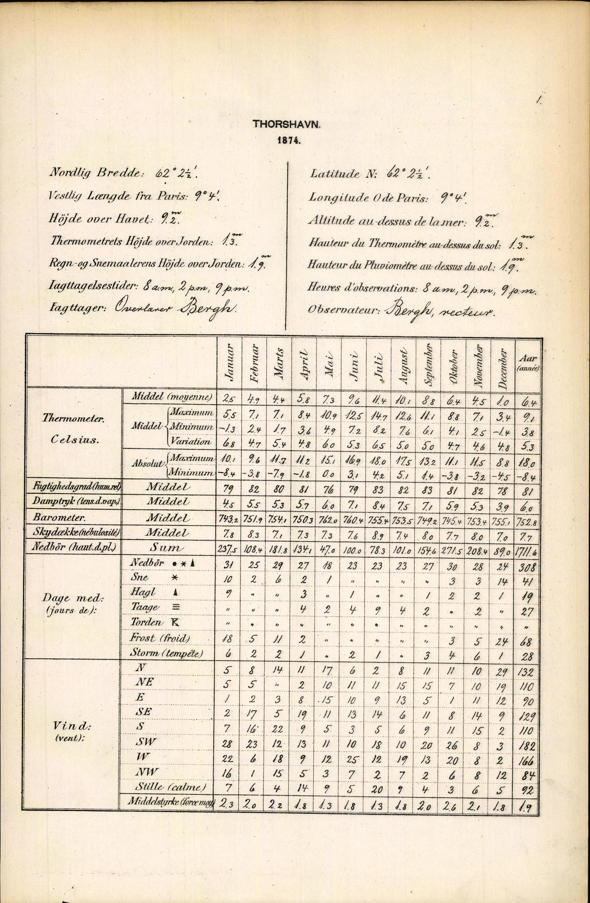 1.
THORSHAVN.
1874.
Nordlig Bredde: 62° 2½'.
Vestlig Længde fra Paris: 9° 4'.
Höjde over Havet: 9.2 m.
Thermometrets Höjde over Jorden: 1.3 m.
Regn- og Snemaalerens Höjde over Jorden: 1.9 m.
Iagttagelsestider: 8 am, 2 pm, 9 pm.
Iagttager: Overlærer Bergh.
Latitude N: 62° 2½'.
Longitude O de Paris: 9° 4'.
Altitude au-dessus de la mer: 9.2 m.
Hauteur du Thermomètre au-dessus du sol: 1.3 m.
Hauteur du Pluviomètre au-dessus du sol: 1.9 m.
Heures d'observations: 8 am, 2 pm, 9 pm.
Observateur: Bergh, recteur.
Januar Februar Marts April Mai Juni Juli August September Oktober November December Aar (année)
Thermometer. Celsius.
Middel (moyenne) 2.5 4.7 4.4 5.8 7.3 9.6 11.4 10.1 8.8 6.4 4.5 1.0 6.4
Middel Maximum 5.5 7.1 7.1 8.4 10.9 12.5 14.7 12.6 11.1 8.8 7.1 3.4 9.1
Minimum -1.3 2.4 1.7 3.6 4.9 7.2 8.2 7.6 6.1 4.1 2.5 -1.4 3.8
Variation 6.8 4.7 5.4 4.8 6.0 5.3 6.5 5.0 5.0 4.7 4.6 4.8 5.3
Absolut Maximum 10.1 9.6 11.7 11.2 15.1 16.9 18.0 17.5 13.2 11.1 11.5 8.8 18.0
Minimum -8.4 -3.8 -7.9 -1.8 0.0 3.1 4.2 5.1 1.4 -3.8 -3.2 -4.5 -8.4
Fugtighedsgrad (hum. rel) Middel 79 82 80 81 76 79 83 82 83 81 82 78 81
Damptryk (tens. d. vap.) Middel 4.5 5.5 5.3 5.7 6.0 7.1 8.4 7.5 7.1 5.9 5.3 3.9 6.0
Barometer. Middel 743.2 751.9 754.1 750.3 762.0 760.4 755.4 753.5 749.2 745.4 753.4 755.1 752.8
Skydække (nébulosité) Middel 7.8 8.3 7.1 7.3 7.3 7.6 8.9 7.4 8.0 7.7 8.0 7.0 7.7
Nedbör (haut. d. pl.) Sum 237.5 108.4 181.8 134.1 47.0 100.0 78.3 101.0 154.6 271.5 208.4 89.0 1711.6
Dage med: (jours de):
Nedbör ● * ▲ 31 25 29 27 18 23 23 23 27 30 28 24 308
Sne * 10 2 6 2 1 " " " " 3 3 14 41
Hagl ▲ 9 " " 3 " 1 " " 1 2 2 1 19
Taage ≡ " " " 4 2 4 9 4 2 " 2 " 27
Torden " " " " " " " " " " " " "
Frost (froid) 18 5 11 2 " " " " " 3 5 24 68
Storm (tempête) 6 2 2 1 " 2 1 " 3 4 6 1 28
Vind: (vent):
N 5 8 14 11 17 6 2 8 11 11 10 29 132
NE 5 5 " 2 10 11 11 15 15 7 10 19 110
E 1 2 3 8 15 10 9 13 5 1 11 12 90
SE 2 17 5 19 11 13 14 6 11 8 14 9 129
S 7 16 22 9 5 3 5 6 9 11 15 2 110
SW 28 23 12 13 11 10 18 10 20 26 8 3 182
W 22 6 18 9 12 25 12 19 13 20 8 2 166
NW 16 1 15 5 3 7 2 7 2 6 8 12 84
Stille (calme) 7 6 4 14 9 5 20 9 4 3 6 5 92
Middelstyrke (force moy) 2.3 2.0 2.2 1.8 1.3 1.8 1.3 1.8 2.0 2.6 2.1 1.8 1.9